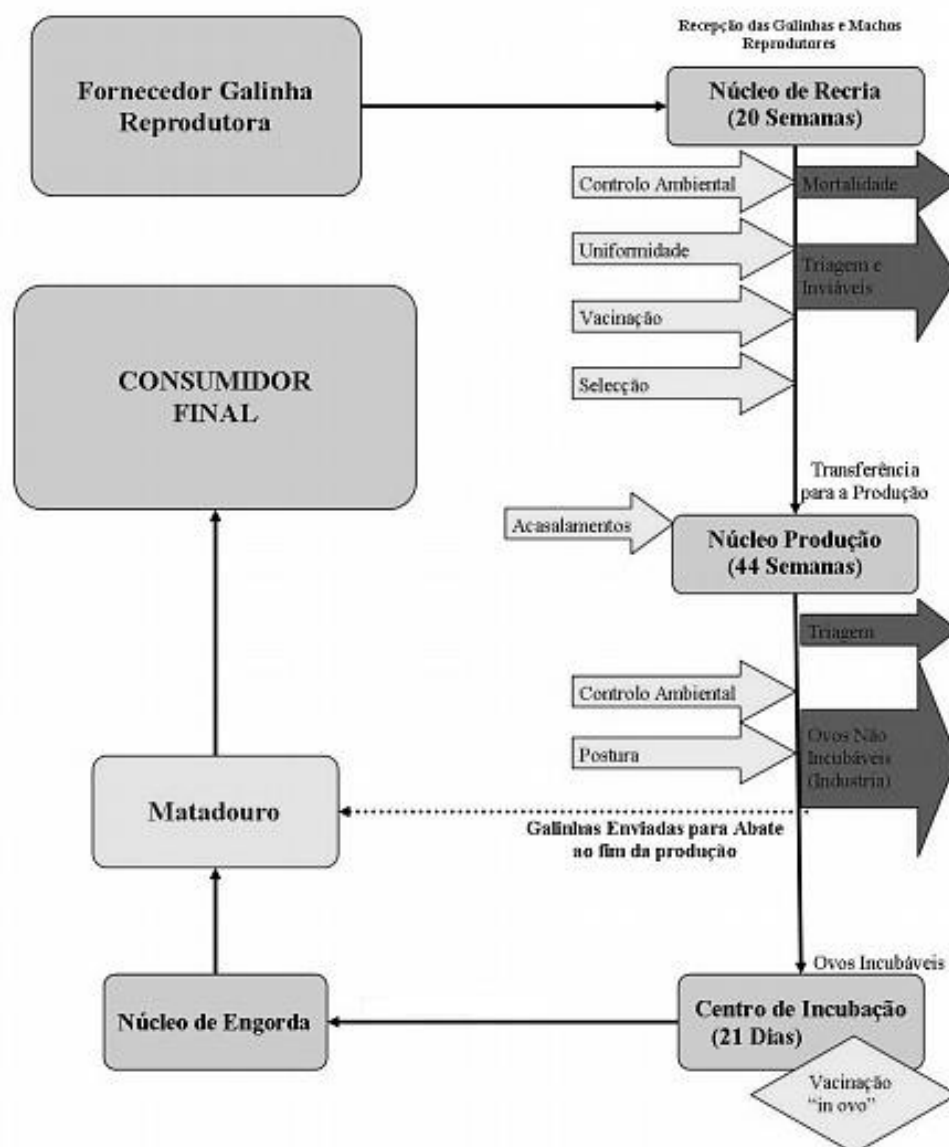 Recepção das Galinhas e Machos
Reprodutores
Fornecedor Galinha
Reprodutora
Núcleo de Recria
(20 Semanas)
Controlo Ambiental
Mortalidade
Uniformidade
Triagem e
Inviáveis
Vacinação
Selecção
CONSUMIDOR
FINAL
Transferência
para a Produção
Acasalamentos
Núcleo Produção
(44 Semanas)
Triagem
Controlo Ambiental
Postura
Ovos Não
Incubáveis
(Industria)
Matadouro
Galinhas Enviadas para Abate
ao fim da produção
Ovos Incubáveis
Núcleo de Engorda
Centro de Incubação
(21 Dias)
Vacinação
“in ovo”